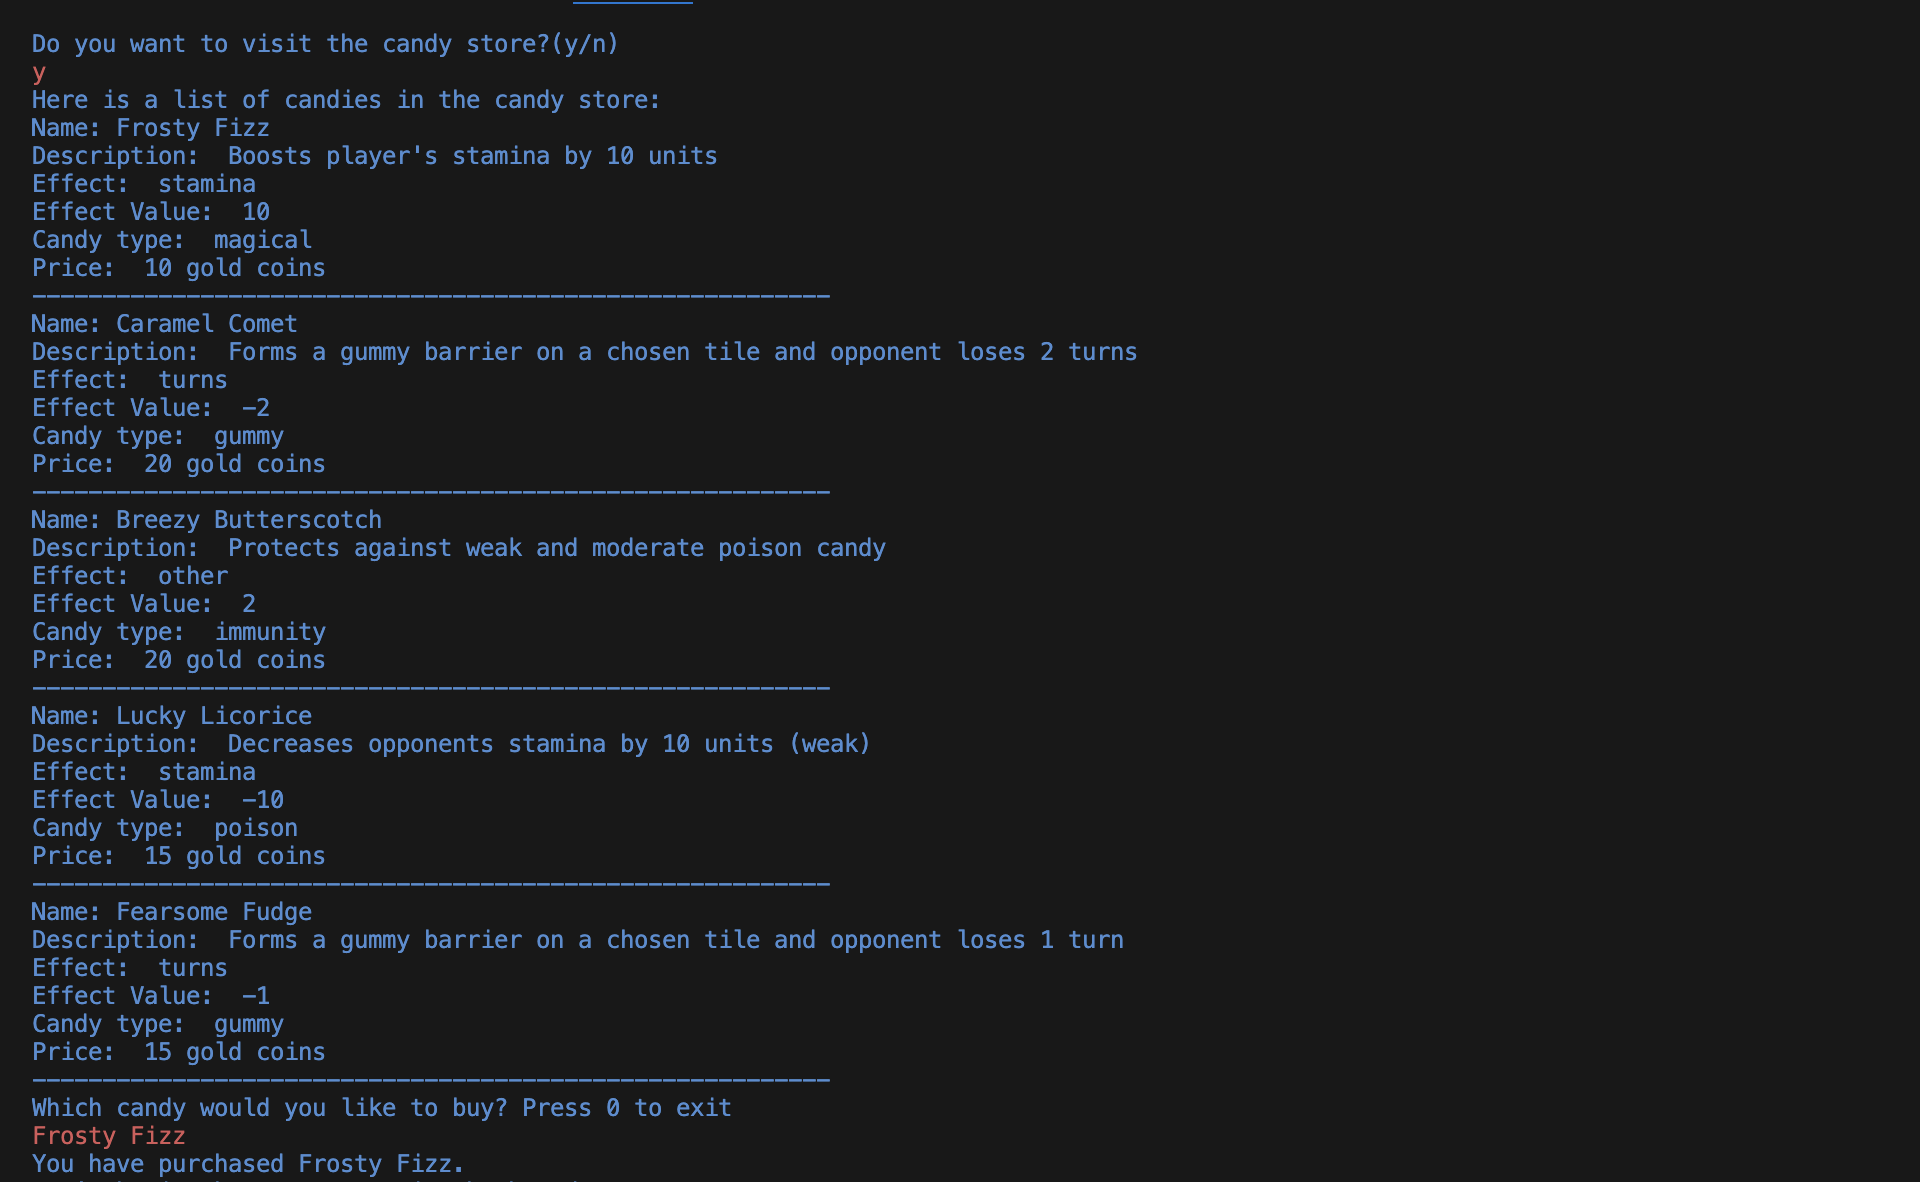 Do you want to visit the candy store?(y/n)
y
Here is a list of candies in the candy store:
Name: Frosty Fizz
Description:  Boosts player's stamina by 10 units
Effect:  stamina
Effect Value:  10
Candy type:  magical
Price:  10 gold coins
---------------------------------------------------------
Name: Caramel Comet
Description:  Forms a gummy barrier on a chosen tile and opponent loses 2 turns
Effect:  turns
Effect Value:  -2
Candy type:  gummy
Price:  20 gold coins
---------------------------------------------------------
Name: Breezy Butterscotch
Description:  Protects against weak and moderate poison candy
Effect:  other
Effect Value:  2
Candy type:  immunity
Price:  20 gold coins
---------------------------------------------------------
Name: Lucky Licorice
Description:  Decreases opponents stamina by 10 units (weak)
Effect:  stamina
Effect Value:  -10
Candy type:  poison
Price:  15 gold coins
---------------------------------------------------------
Name: Fearsome Fudge
Description:  Forms a gummy barrier on a chosen tile and opponent loses 1 turn
Effect:  turns
Effect Value:  -1
Candy type:  gummy
Price:  15 gold coins
---------------------------------------------------------
Which candy would you like to buy? Press 0 to exit
Frosty Fizz
You have purchased Frosty Fizz.